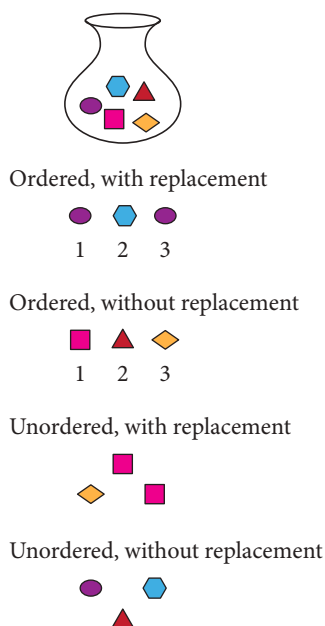 Ordered, with replacement
1 2 3
Ordered, without replacement
1 2 3
Unordered, with replacement
Unordered, without replacement